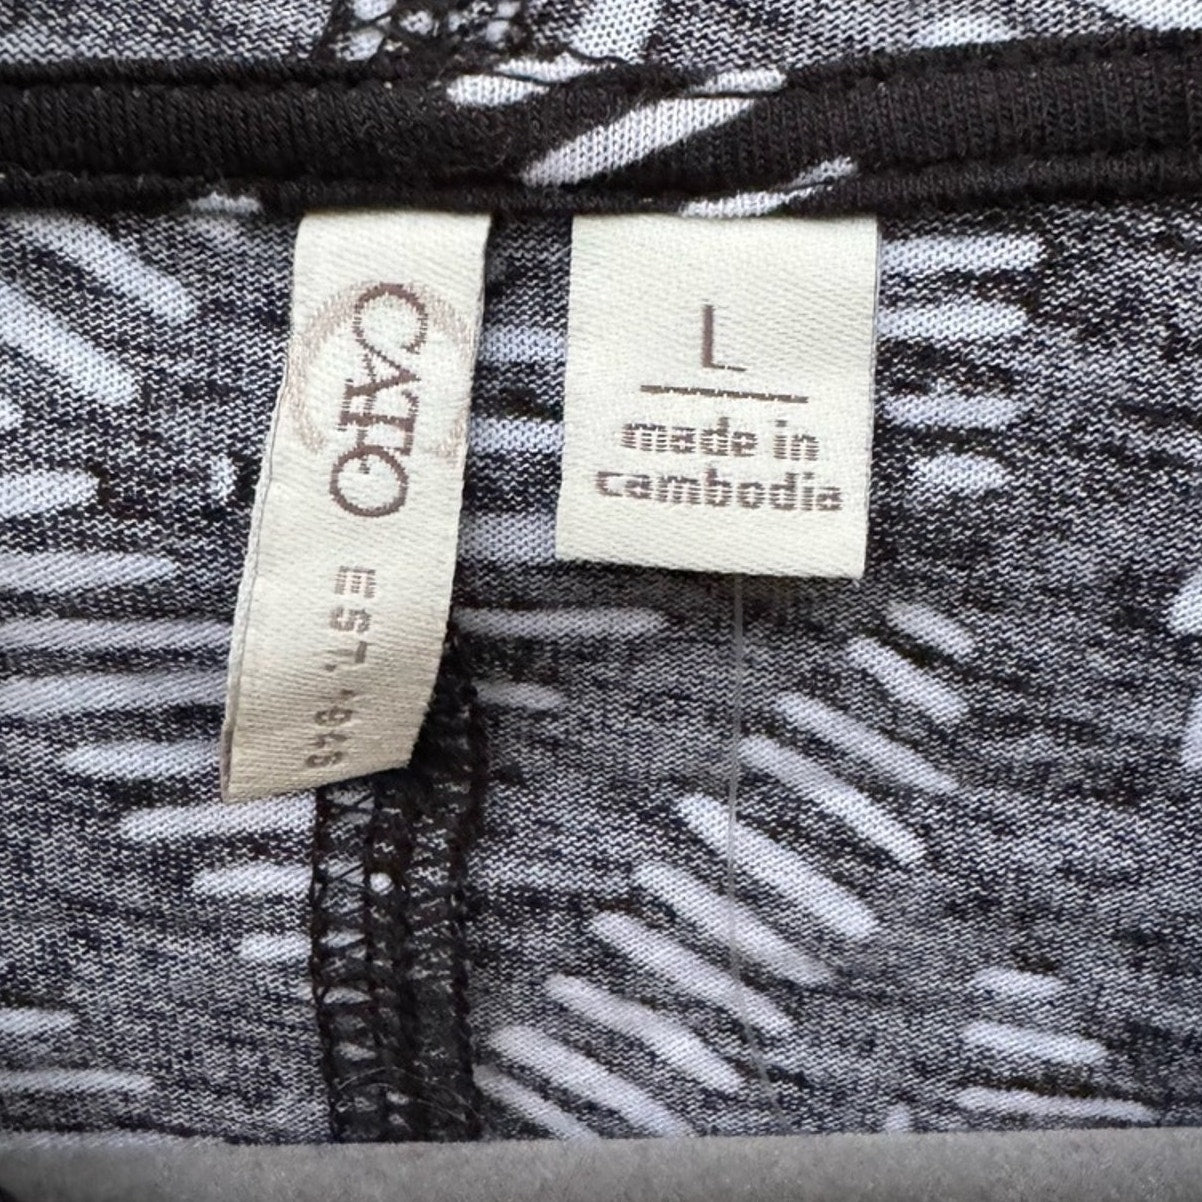 CATO
EST. 1946
L
made in
cambodia